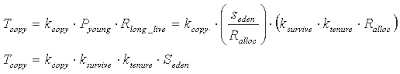 T_copy = k_copy · P_young · R_long_live = k_copy · (s_eden / R_alloc) · (k_survive · k_tenure · R_alloc)
T_copy = k_copy · k_survive · k_tenure · S_eden